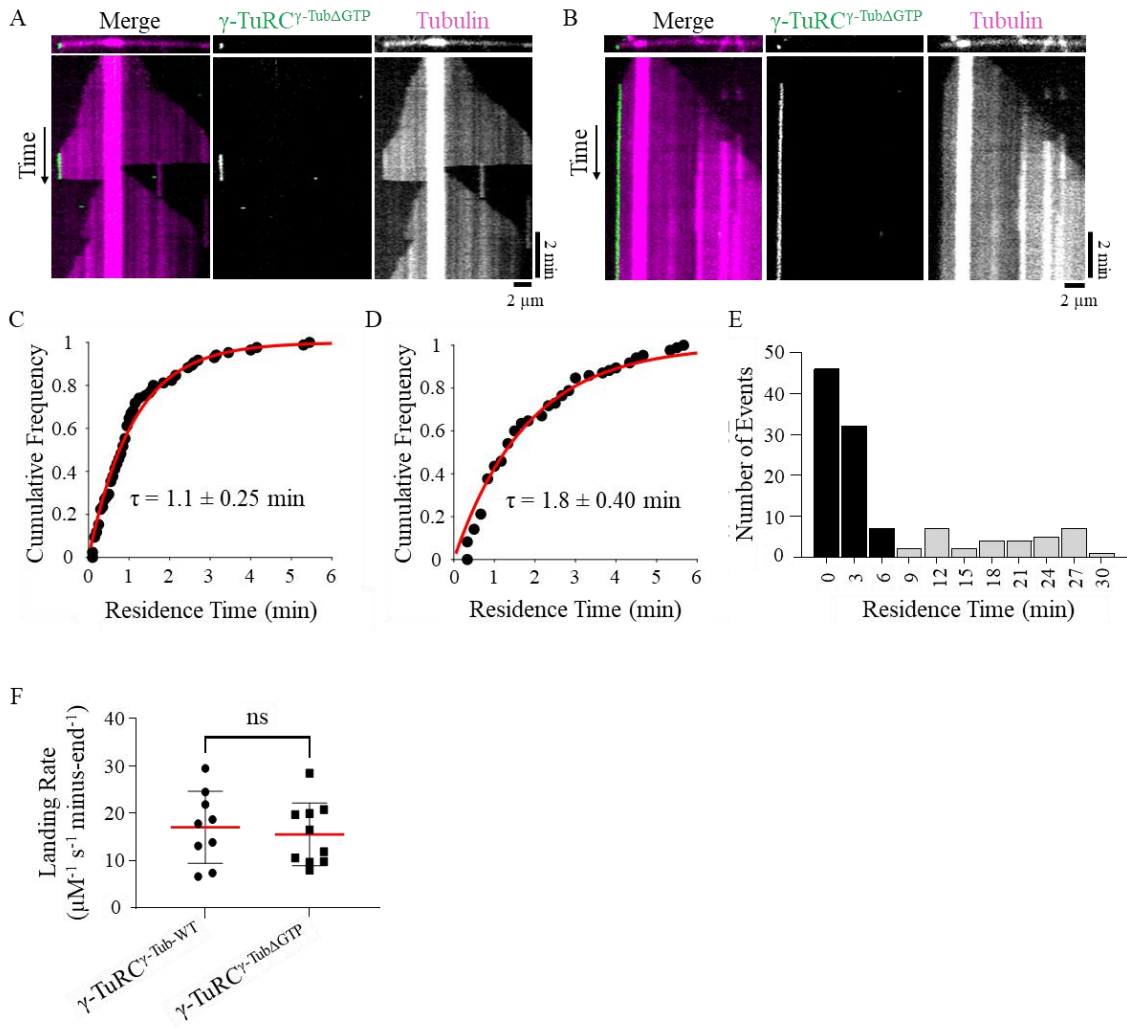 A
Merge
γ-TuRCγ-TubΔGTP
Tubulin
Time
2 min
2 μm
B
Merge
γ-TuRCγ-TubΔGTP
Tubulin
Time
2 min
2 μm
C
Cumulative Frequency
1
0.8
0.6
0.4
0.2
0
τ = 1.1 ± 0.25 min
0 1 2 3 4 5 6
Residence Time (min)
D
Cumulative Frequency
1
0.8
0.6
0.4
0.2
0
τ = 1.8 ± 0.40 min
0 1 2 3 4 5 6
Residence Time (min)
E
Number of Events
50
40
30
20
10
0
0 3 6 9 12 15 18 21 24 27 30
Residence Time (min)
F
Landing Rate
(μM-1 s-1 minus-end-1)
40
30
20
10
0
ns
γ-TuRCγ-Tub-WT
γ-TuRCγ-TubΔGTP